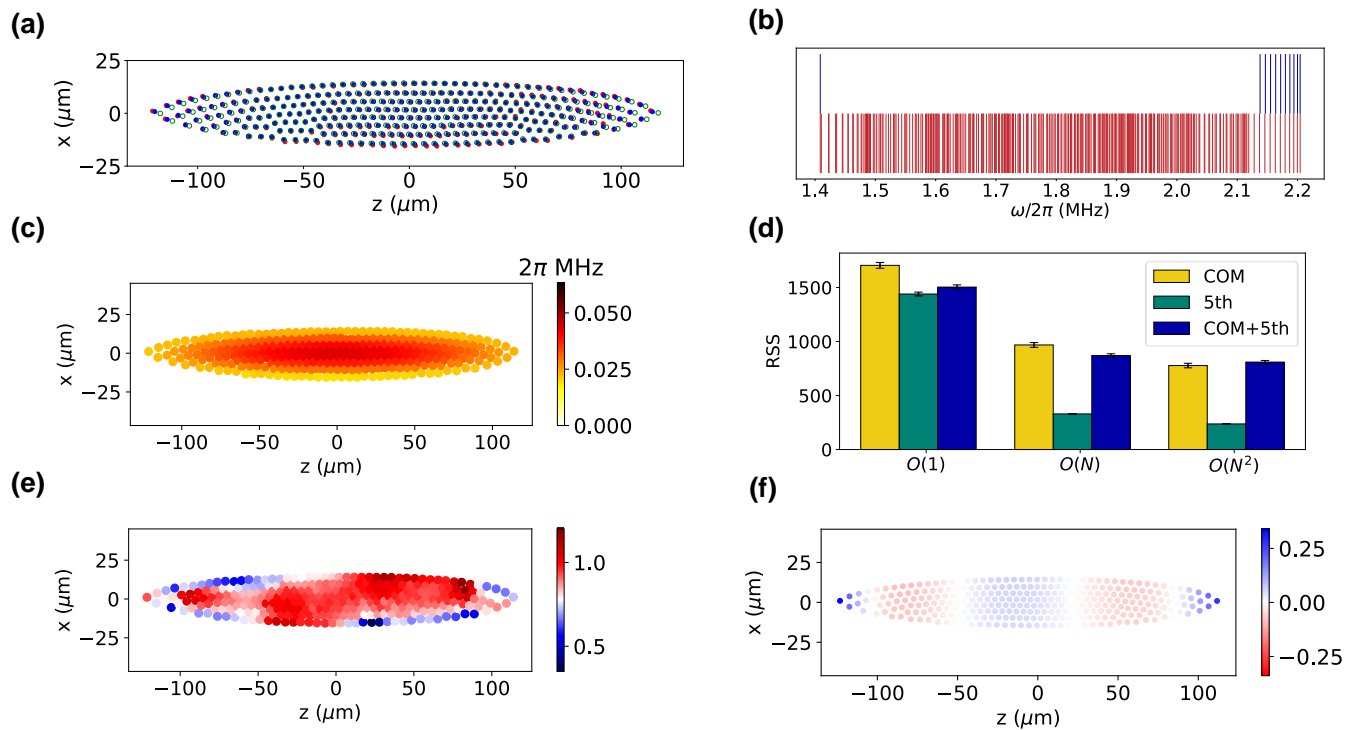 (a)
25
0
−25
x (μm)
−100
−50
0
50
100
z (μm)
(b)
1.4
1.5
1.6
1.7
1.8
1.9
2.0
2.1
2.2
ω/2π (MHz)
(c)
2π MHz
25
0
−25
x (μm)
−100
−50
0
50
100
z (μm)
0.050
0.025
0.000
(d)
1500
1000
500
0
RSS
COM
5th
COM+5th
O(1)
O(N)
O(N²)
(e)
25
0
−25
x (μm)
−100
−50
0
50
100
z (μm)
1.0
0.5
(f)
25
0
−25
x (μm)
−100
−50
0
50
100
z (μm)
0.25
0.00
−0.25